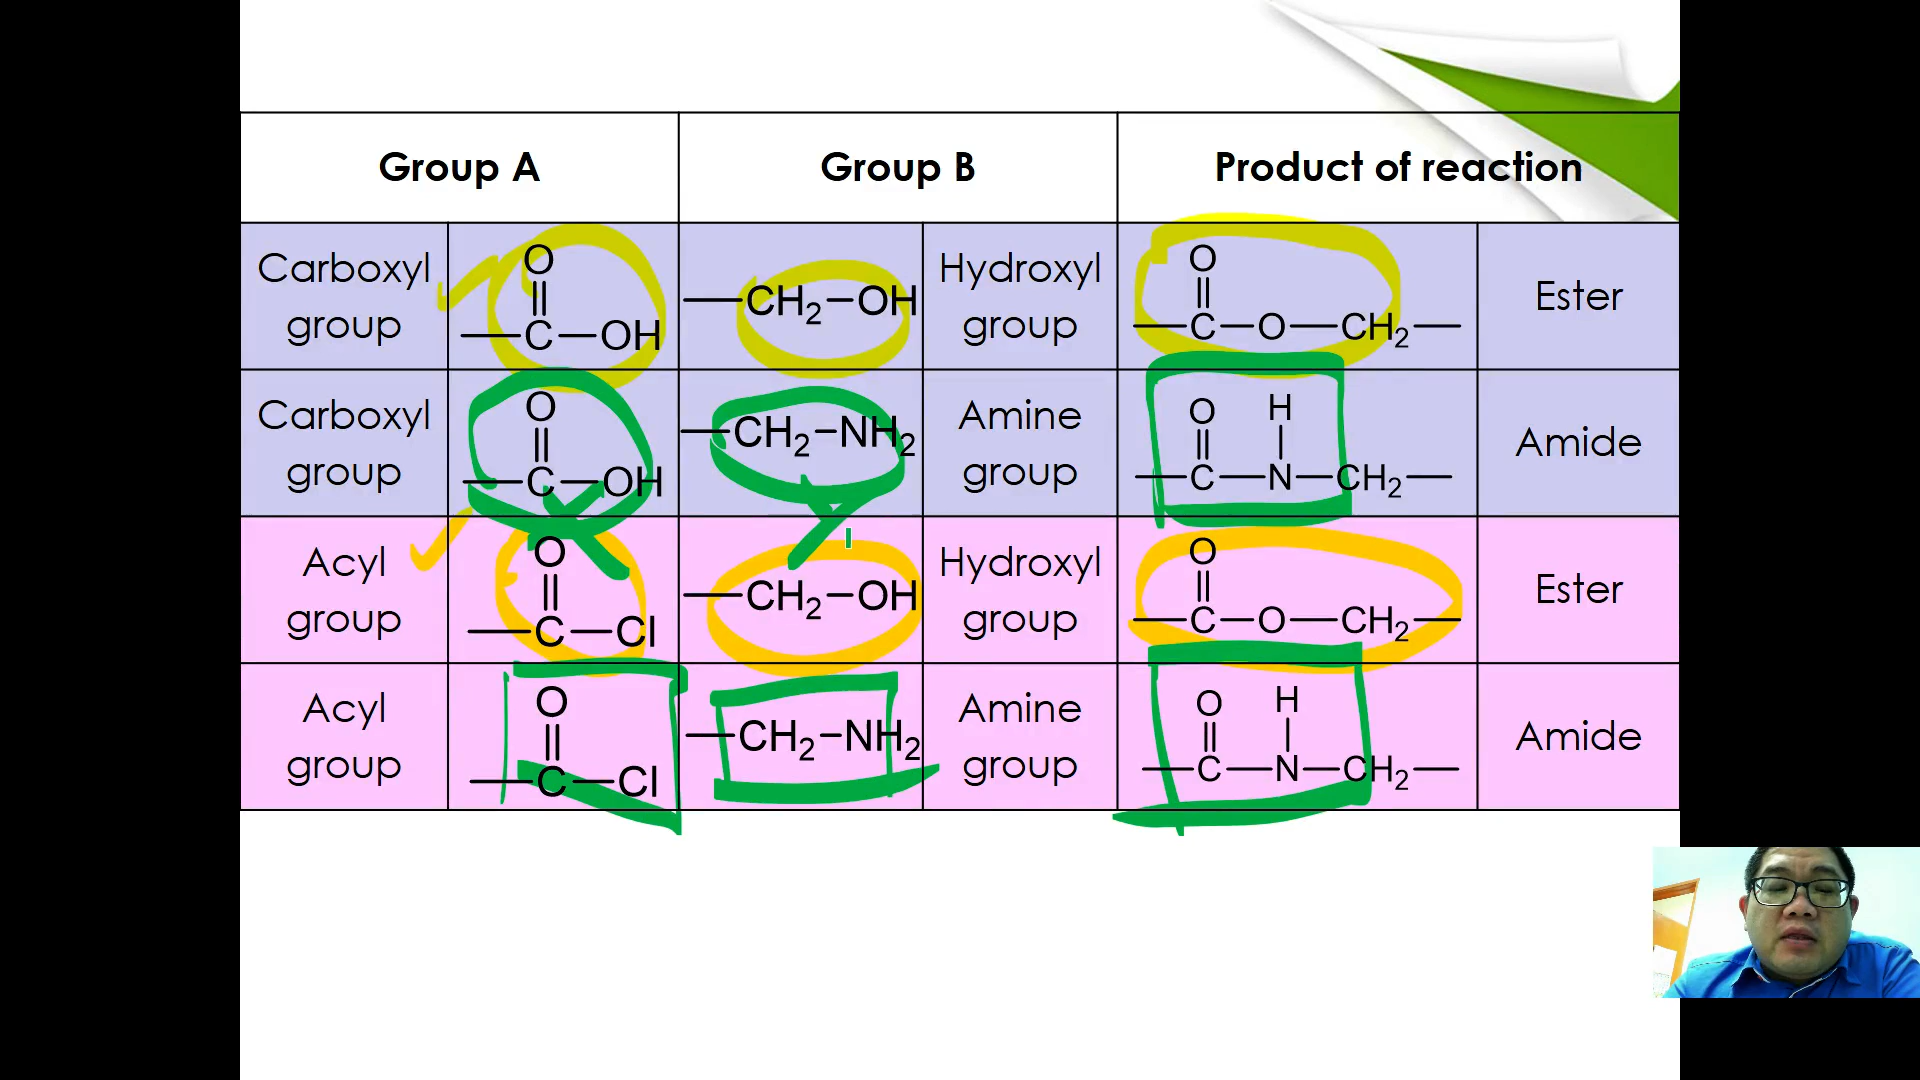 Group A Group B Product of reaction
Carboxyl group
O
C OH
CH2 OH
Hydroxyl group
O
C O CH2
Ester
Carboxyl group
O
C OH
CH2 NH2
Amine group
O H
C N CH2
Amide
Acyl group
O
C Cl
CH2 OH
Hydroxyl group
O
C O CH2
Ester
Acyl group
O
C Cl
CH2 NH2
Amine group
O H
C N CH2
Amide